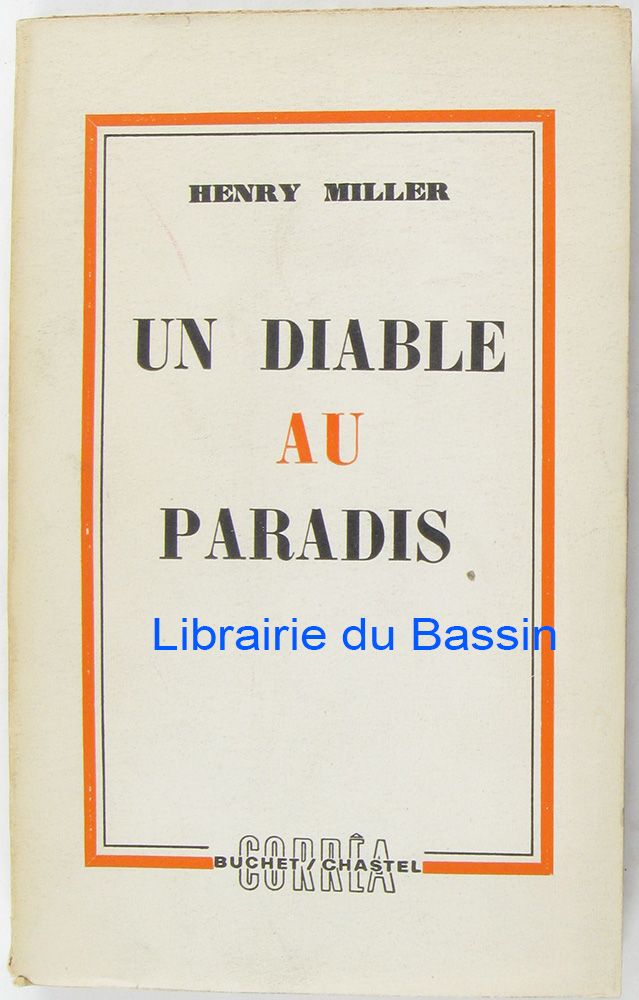 HENRY MILLER
UN DIABLE
AU
PARADIS
Librairie du Bassin
CORRÊA
BUCHET/CHASTEL